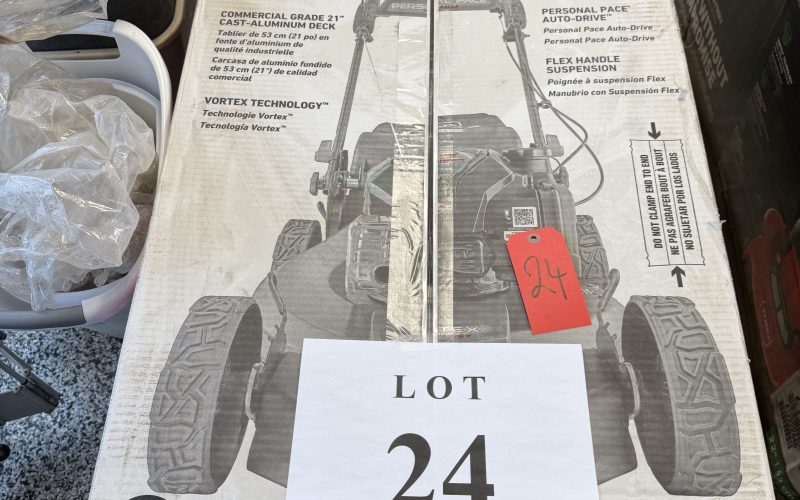 COMMERCIAL GRADE 21"
CAST-ALUMINUM DECK
Tablier de 53 cm (21 po) en
fonte d'aluminium de
qualité industrielle
Carcasa de aluminio fundido
de 53 cm (21") de calidad
comercial
VORTEX TECHNOLOGY™
Technologie Vortex™
Tecnología Vortex™
PERSONAL PACE®
AUTO-DRIVE™
Personal Pace Auto-Drive
Personal Pace Auto-Drive
FLEX HANDLE
SUSPENSION
Poignée à suspension Flex
Manubrio con Suspensión Flex™
DO NOT CLAMP END TO END
NE PAS AGRAFER BOUT À BOUT
NO SUJETAR POR LOS LADOS
24
LOT
24